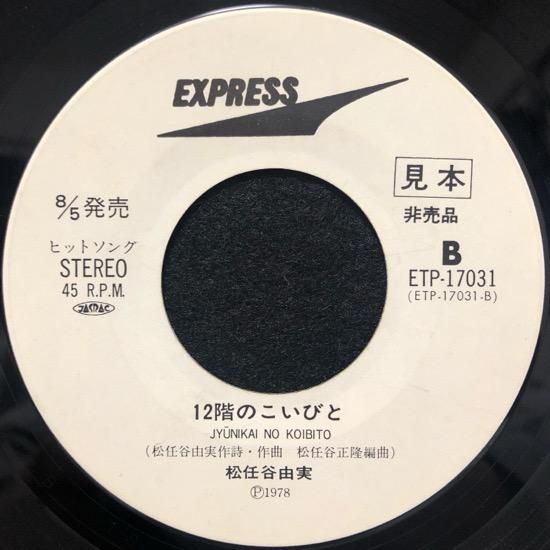 EXPRESS
見本
非売品
8/5発売
ヒットソング
STEREO
45 R.P.M.
JASRAC
B
ETP-17031
(ETP-17031-B)
12階のこいびと
JYŪNIKAI NO KOIBITO
(松任谷由実作詩・作曲 松任谷正隆編曲)
松任谷由実
Ⓟ1978